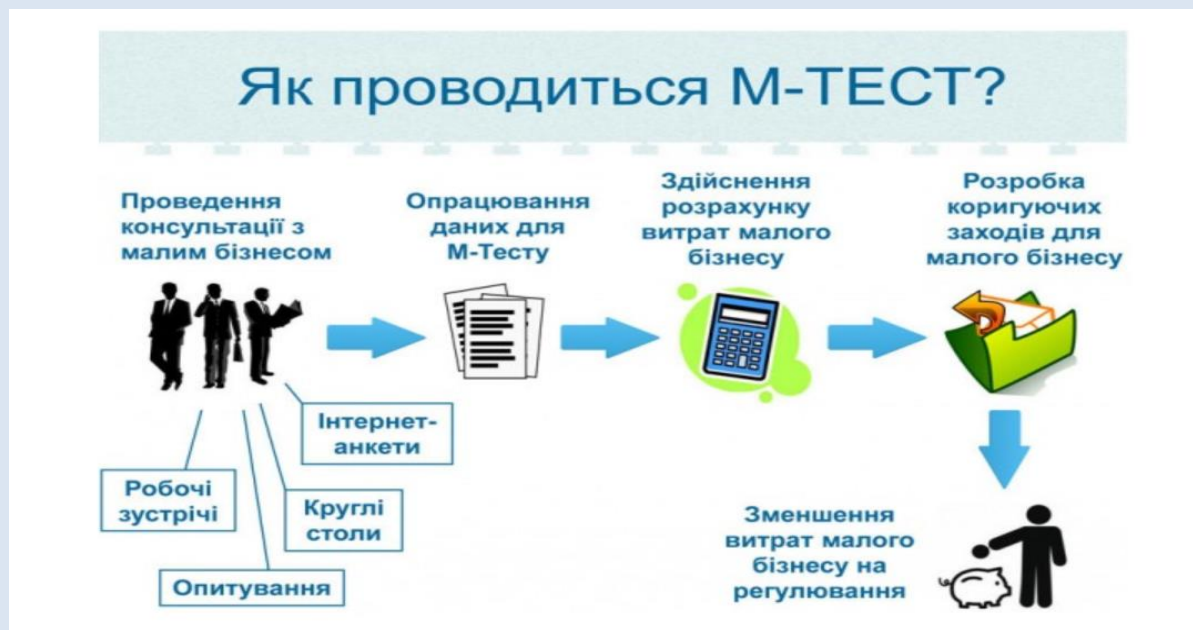 Як проводиться М-ТЕСТ?
Проведення
консультації з
малим бізнесом
Опрацювання
даних для
М-Тесту
Здійснення
розрахунку
витрат малого
бізнесу
Розробка
коригуючих
заходів для
малого бізнесу
Інтернет-
анкети
Робочі
зустрічі
Круглі
столи
Опитування
Зменшення
витрат малого
бізнесу на
регулювання